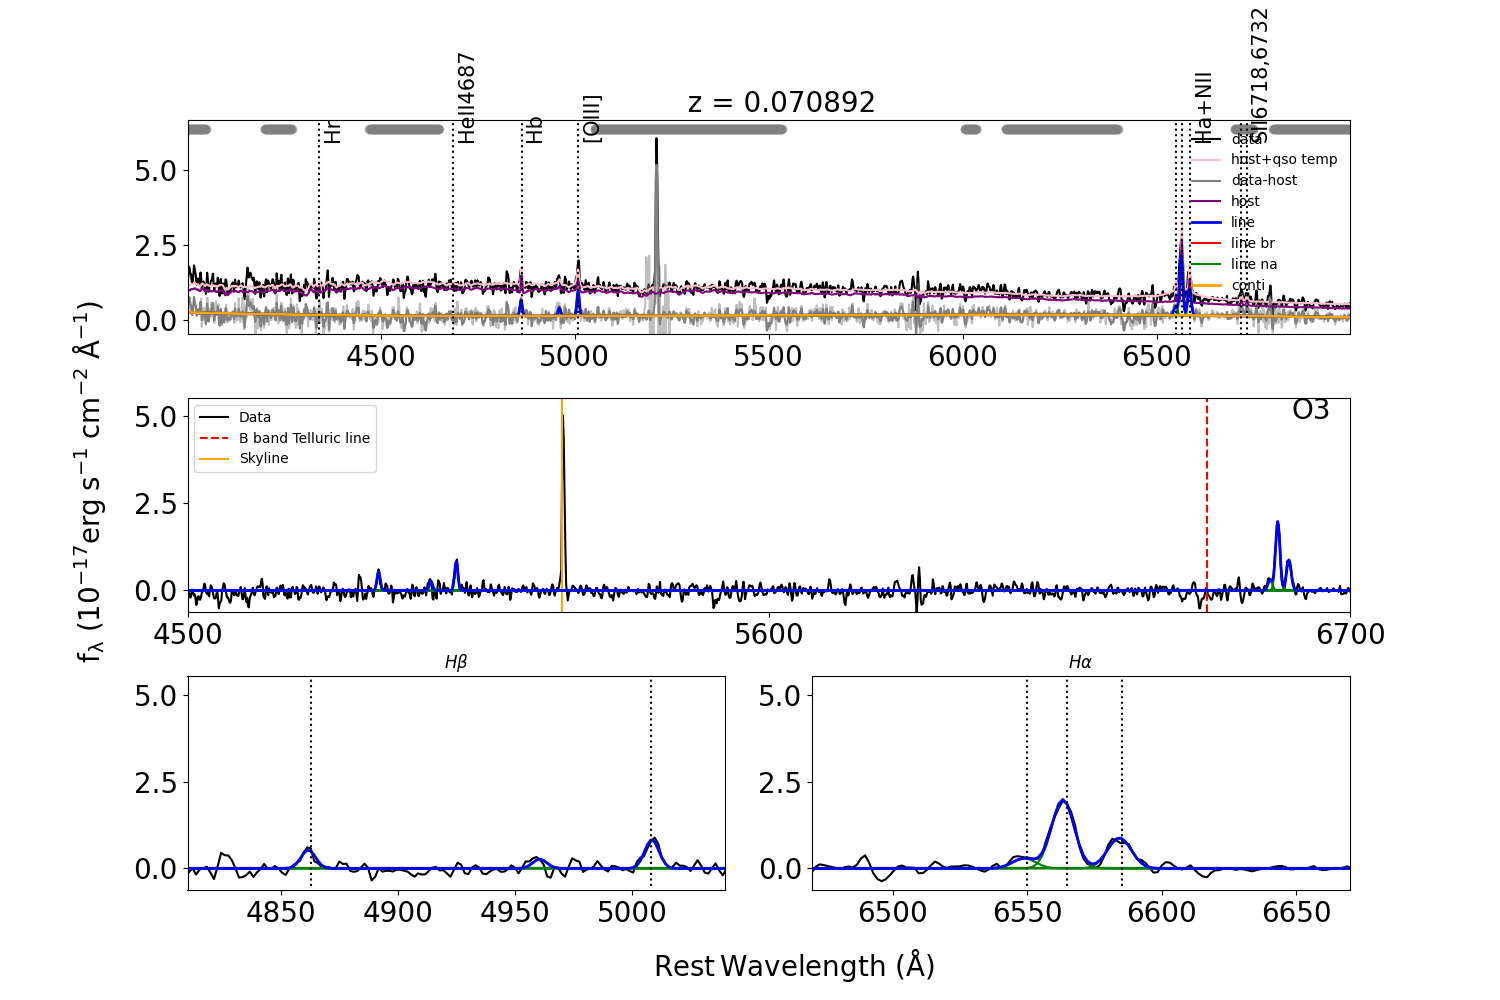 z = 0.070892
Hr
HeII4687
Hb
[OIII]
Ha+NII
SII6718,6732
data
host+qso temp
data-host
host
line
line br
line na
conti
5.0
2.5
0.0
4500 5000 5500 6000 6500
O3
Data
B band Telluric line
Skyline
5.0
2.5
0.0
4500 5600 6700
fλ (10−17erg s−1 cm−2 Å−1)
Hβ
5.0
2.5
0.0
4850 4900 4950 5000
Hα
5.0
2.5
0.0
6500 6550 6600 6650
Rest Wavelength (Å)